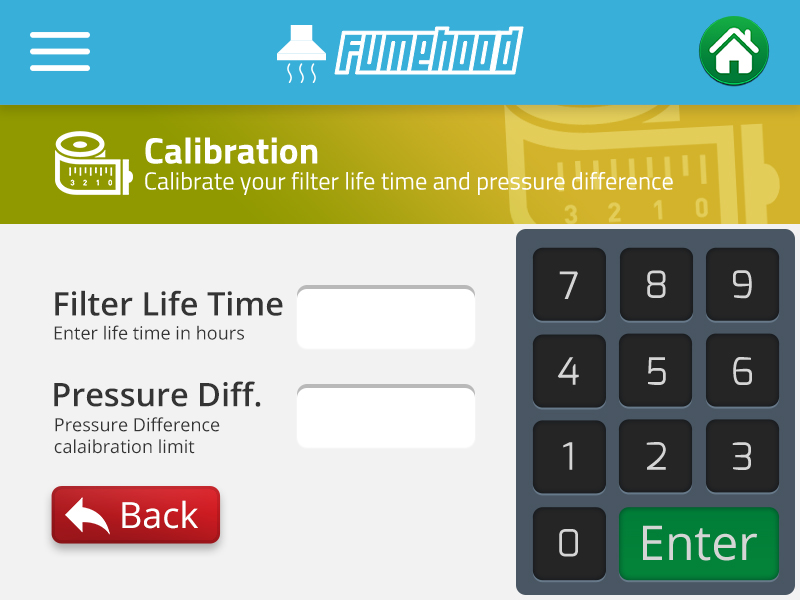 Fumehood
Calibration
Calibrate your filter life time and pressure difference
3 2 1 0
3 2 1 0
Filter Life Time
Enter life time in hours
Pressure Diff.
Pressure Difference
calaibration limit
Back
7 8 9
4 5 6
1 2 3
0 Enter